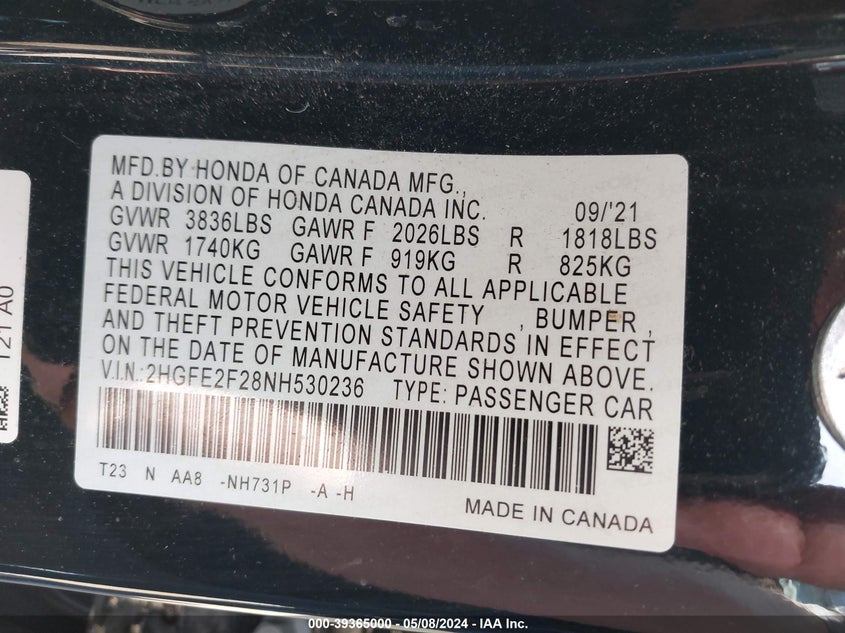 MFD.BY HONDA OF CANADA MFG.,
A DIVISION OF HONDA CANADA INC. 09/'21
GVWR 3836LBS GAWR F 2026LBS R 1818LBS
GVWR 1740KG GAWR F 919KG R 825KG
THIS VEHICLE CONFORMS TO ALL APPLICABLE
FEDERAL MOTOR VEHICLE SAFETY , BUMPER ,
AND THEFT PREVENTION STANDARDS IN EFFECT
ON THE DATE OF MANUFACTURE SHOWN ABOVE.
V.I.N.:2HGFE2F28NH530236 TYPE: PASSENGER CAR
T23 N AA8 -NH731P -A -H
MADE IN CANADA
T21 A0
000-39365000 - 05/08/2024 - IAA Inc.